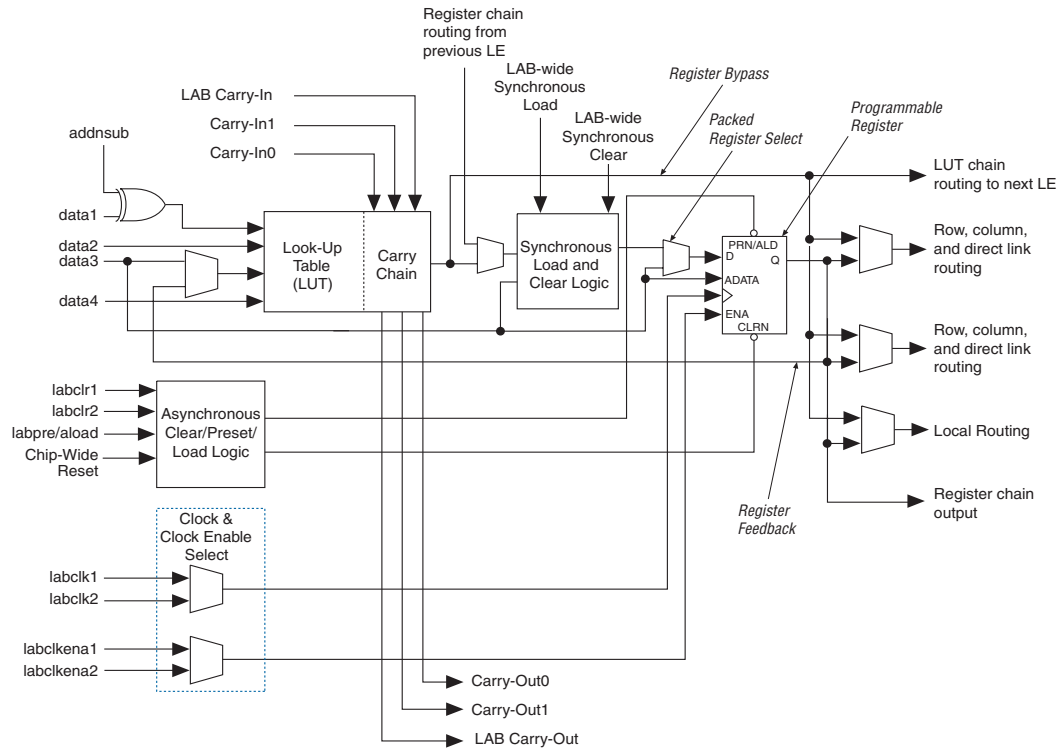 Register chain
routing from
previous LE
LAB-wide
Synchronous
Load
Register Bypass
Programmable
Register
LAB Carry-In
LAB-wide
Synchronous
Clear
Packed
Register Select
Carry-In1
addnsub
Carry-In0
LUT chain
routing to next LE
data1
data2
data3
data4
Look-Up
Table
(LUT)
Carry
Chain
Synchronous
Load and
Clear Logic
PRN/ALD
D
Q
ADATA
ENA
CLRN
Row, column,
and direct link
routing
Row, column,
and direct link
routing
labclr1
labclr2
labpre/aload
Chip-Wide
Reset
Asynchronous
Clear/Preset/
Load Logic
Local Routing
Register
Feedback
Register chain
output
Clock &
Clock Enable
Select
labclk1
labclk2
labclkena1
labclkena2
Carry-Out0
Carry-Out1
LAB Carry-Out